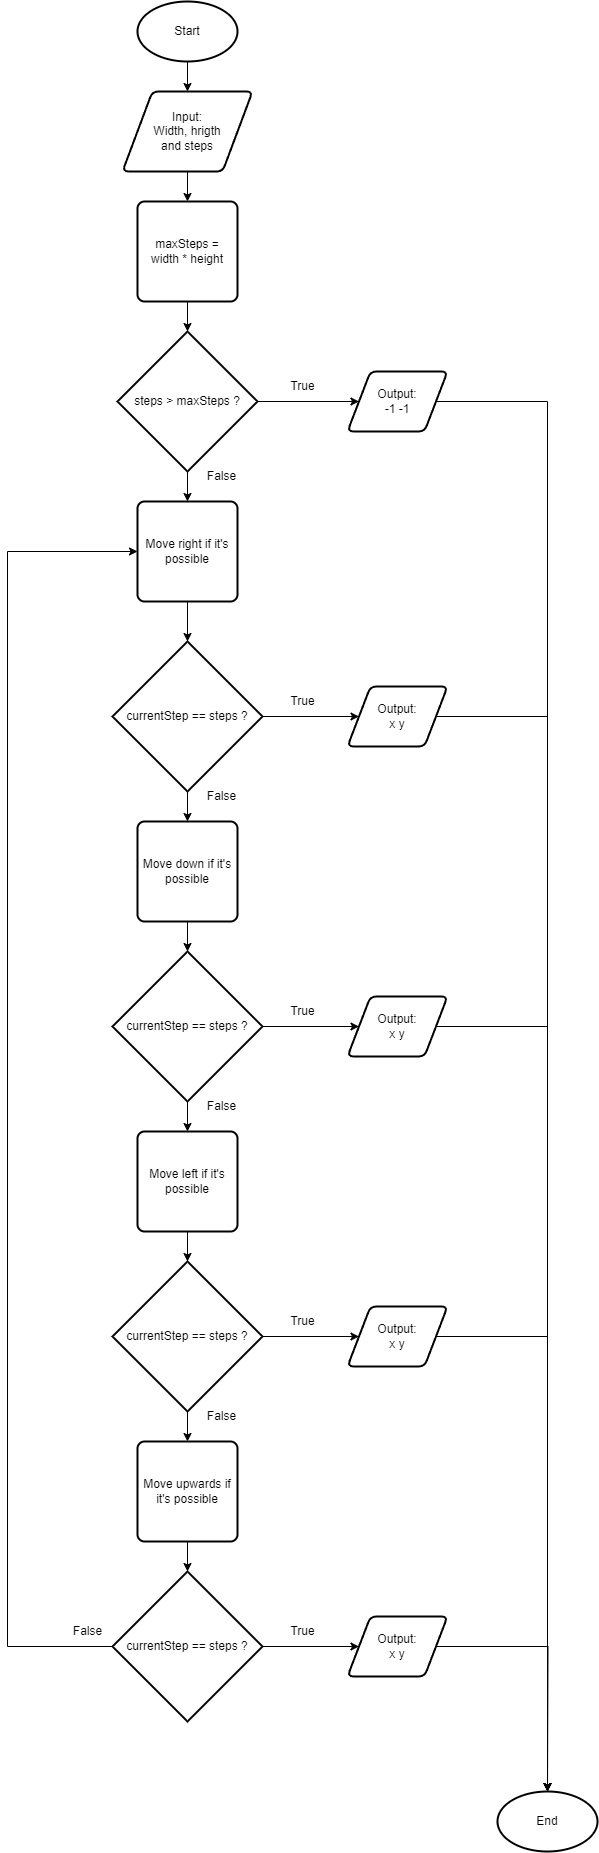 Start
Input:
Width, hrigth
and steps
maxSteps =
width * height
steps > maxSteps ?
True
Output:
-1 -1
False
Move right if it's
possible
currentStep == steps ?
True
Output:
x y
False
Move down if it's
possible
currentStep == steps ?
True
Output:
x y
False
Move left if it's
possible
currentStep == steps ?
True
Output:
x y
False
Move upwards if
it's possible
False
currentStep == steps ?
True
Output:
x y
End